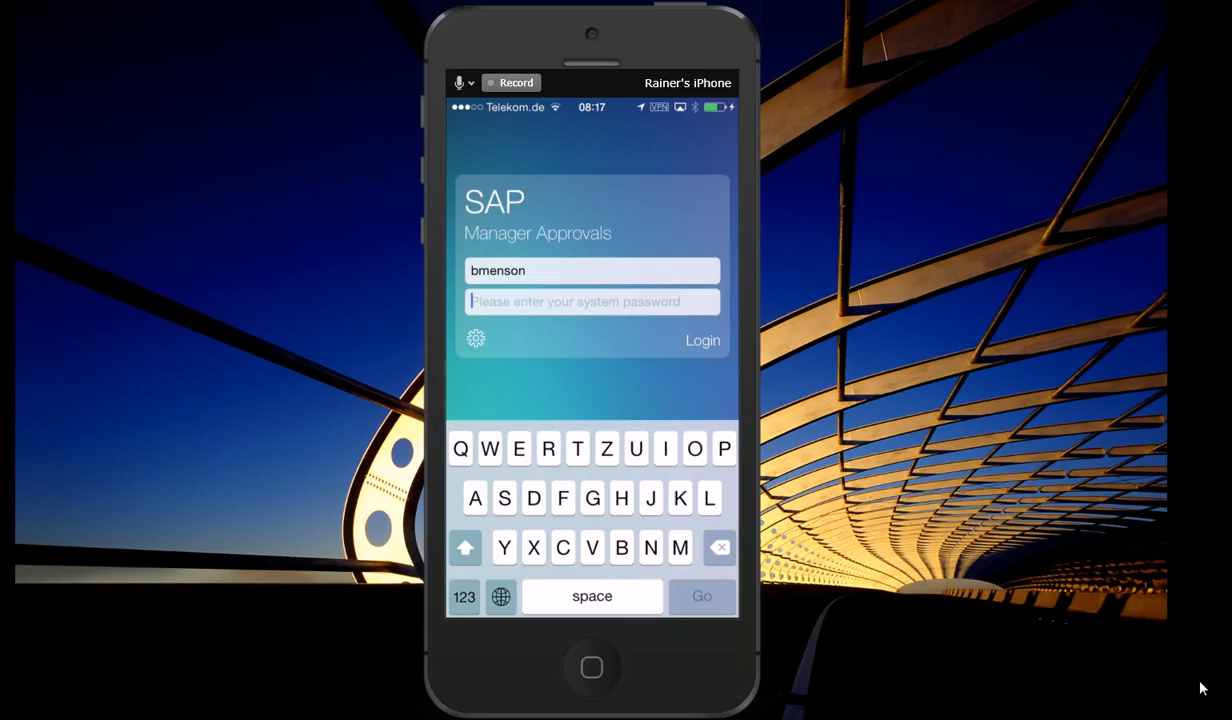 Record Rainer's iPhone
Telekom.de 08:17 VPN
SAP
Manager Approvals
bmenson
Please enter your system password
Login
Q W E R T Z U I O P
A S D F G H J K L
Y X C V B N M
123 space Go